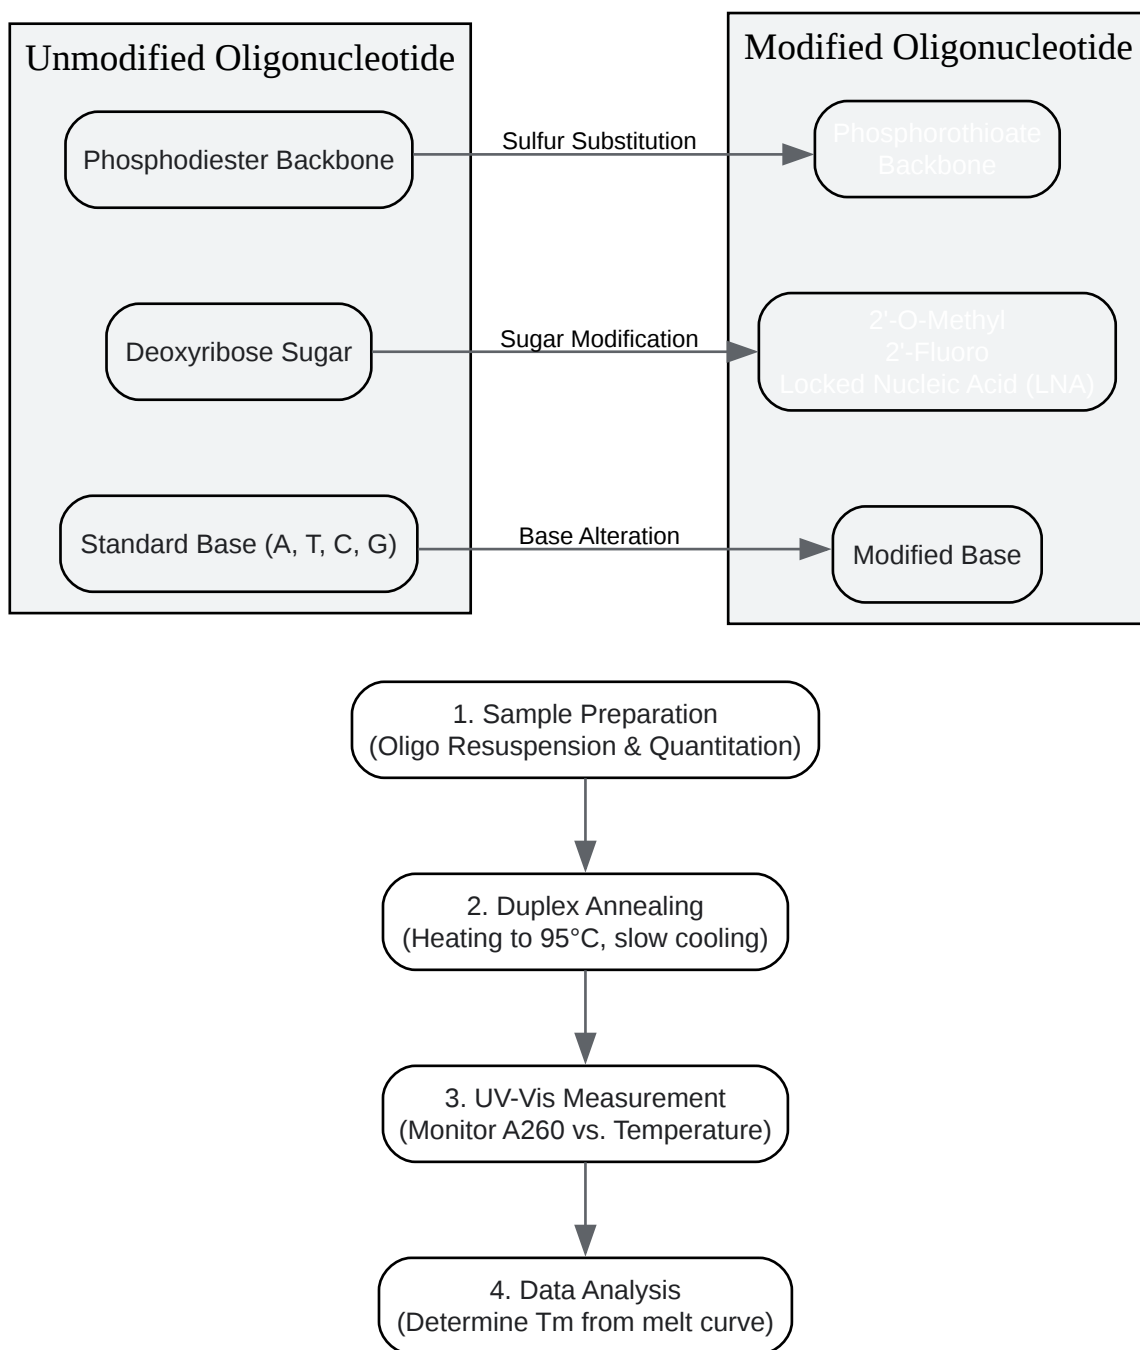 Unmodified Oligonucleotide
Modified Oligonucleotide
Phosphodiester Backbone
Sulfur Substitution
Phosphorothioate
Backbone
Deoxyribose Sugar
Sugar Modification
2'-O-Methyl
2'-Fluoro
Locked Nucleic Acid (LNA)
Standard Base (A, T, C, G)
Base Alteration
Modified Base
1. Sample Preparation
(Oligo Resuspension & Quantitation)
2. Duplex Annealing
(Heating to 95°C, slow cooling)
3. UV-Vis Measurement
(Monitor A260 vs. Temperature)
4. Data Analysis
(Determine Tm from melt curve)